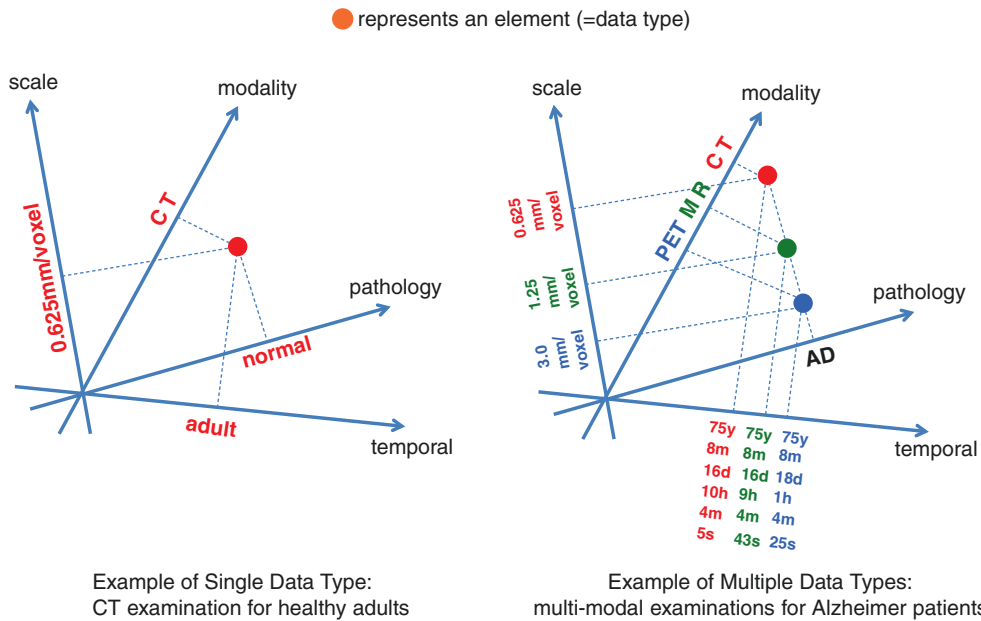 represents an element (=data type)
scale
modality
CT
0.625mm/voxel
pathology
normal
adult
temporal
Example of Single Data Type:
CT examination for healthy adults
scale
modality
CT
MR
PET
0.625
mm/
voxel
1.25
mm/
voxel
3.0
mm/
voxel
pathology
AD
temporal
75y 75y 75y
8m 8m 8m
16d 16d 18d
10h 9h 1h
4m 4m 4m
5s 43s 25s
Example of Multiple Data Types:
multi-modal examinations for Alzheimer patients